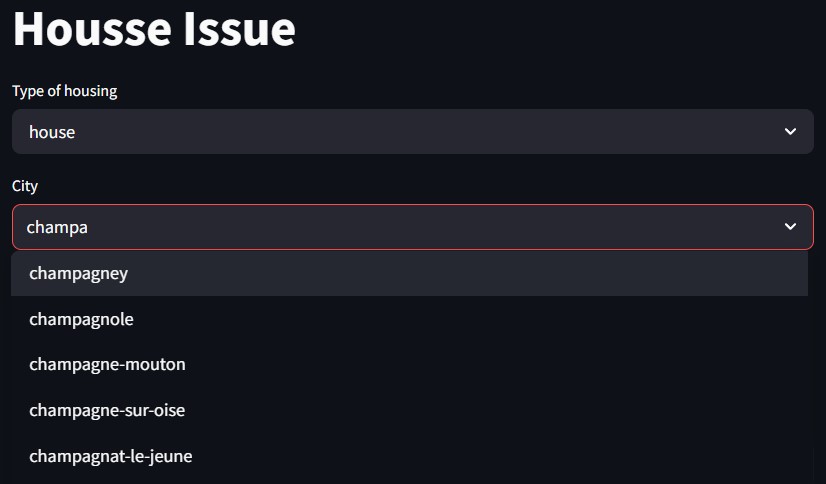 Housse Issue
Type of housing
house
City
champa
champagney
champagnole
champagne-mouton
champagne-sur-oise
champagnat-le-jeune